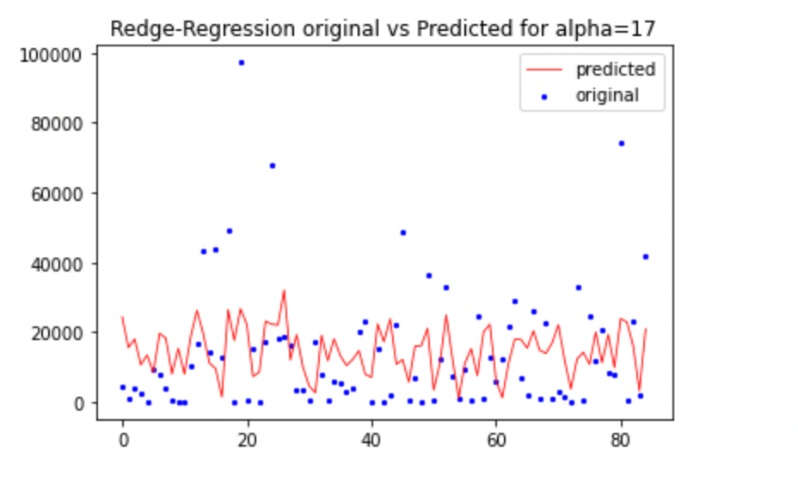 Redge-Regression original vs Predicted for alpha=17
100000
80000
60000
40000
20000
0
predicted
original
0 20 40 60 80